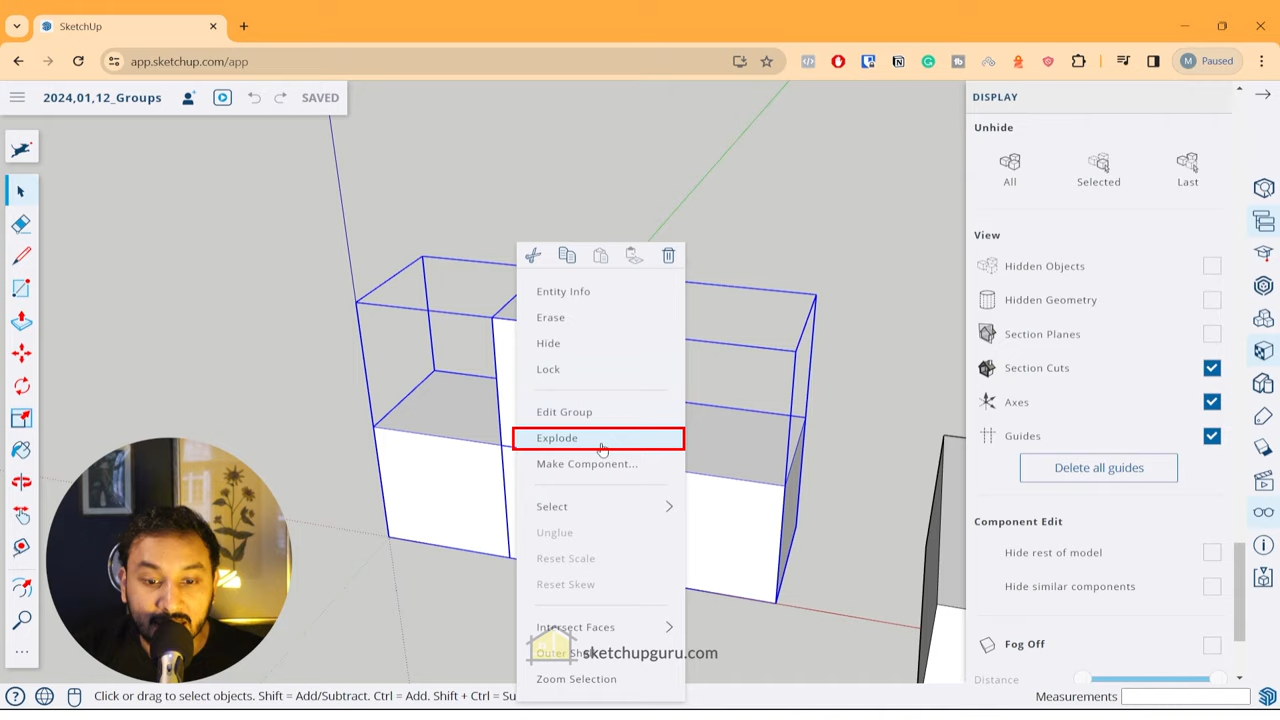 SketchUp
app.sketchup.com/app
M Paused
2024,01,12_Groups
SAVED
DISPLAY
Unhide
All
Selected
Last
View
Hidden Objects
Hidden Geometry
Section Planes
Section Cuts
Axes
Guides
Delete all guides
Component Edit
Hide rest of model
Hide similar components
Fog Off
Distance
Entity Info
Erase
Hide
Lock
Edit Group
Explode
Make Component...
Select
Unglue
Reset Scale
Reset Skew
Intersect Faces
Outer Shell
sketchupguru.com
Zoom Selection
Click or drag to select objects. Shift = Add/Subtract. Ctrl = Add. Shift + Ctrl = Su
Measurements